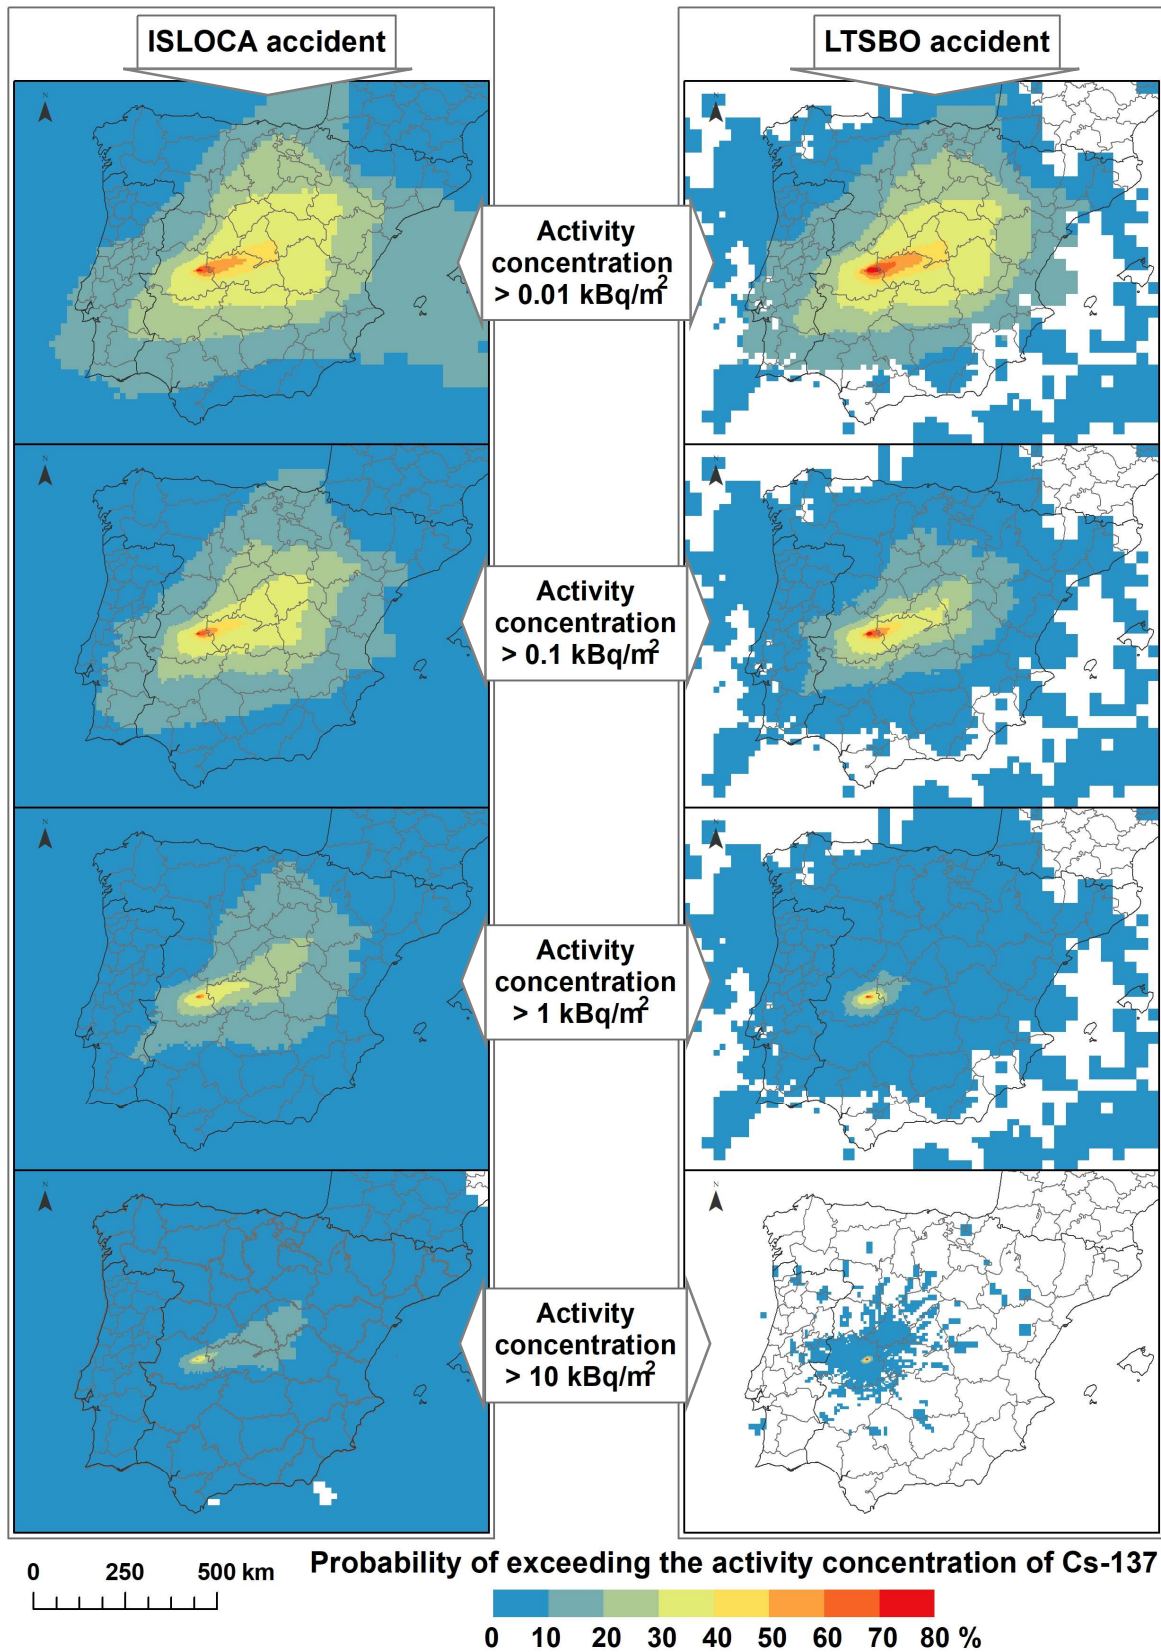 ISLOCA accident
LTSBO accident
N
N
Activity
concentration
> 0.01 kBq/m²
N
N
Activity
concentration
> 0.1 kBq/m²
N
N
Activity
concentration
> 1 kBq/m²
N
N
Activity
concentration
> 10 kBq/m²
Probability of exceeding the activity concentration of Cs-137
0 250 500 km
0 10 20 30 40 50 60 70 80 %